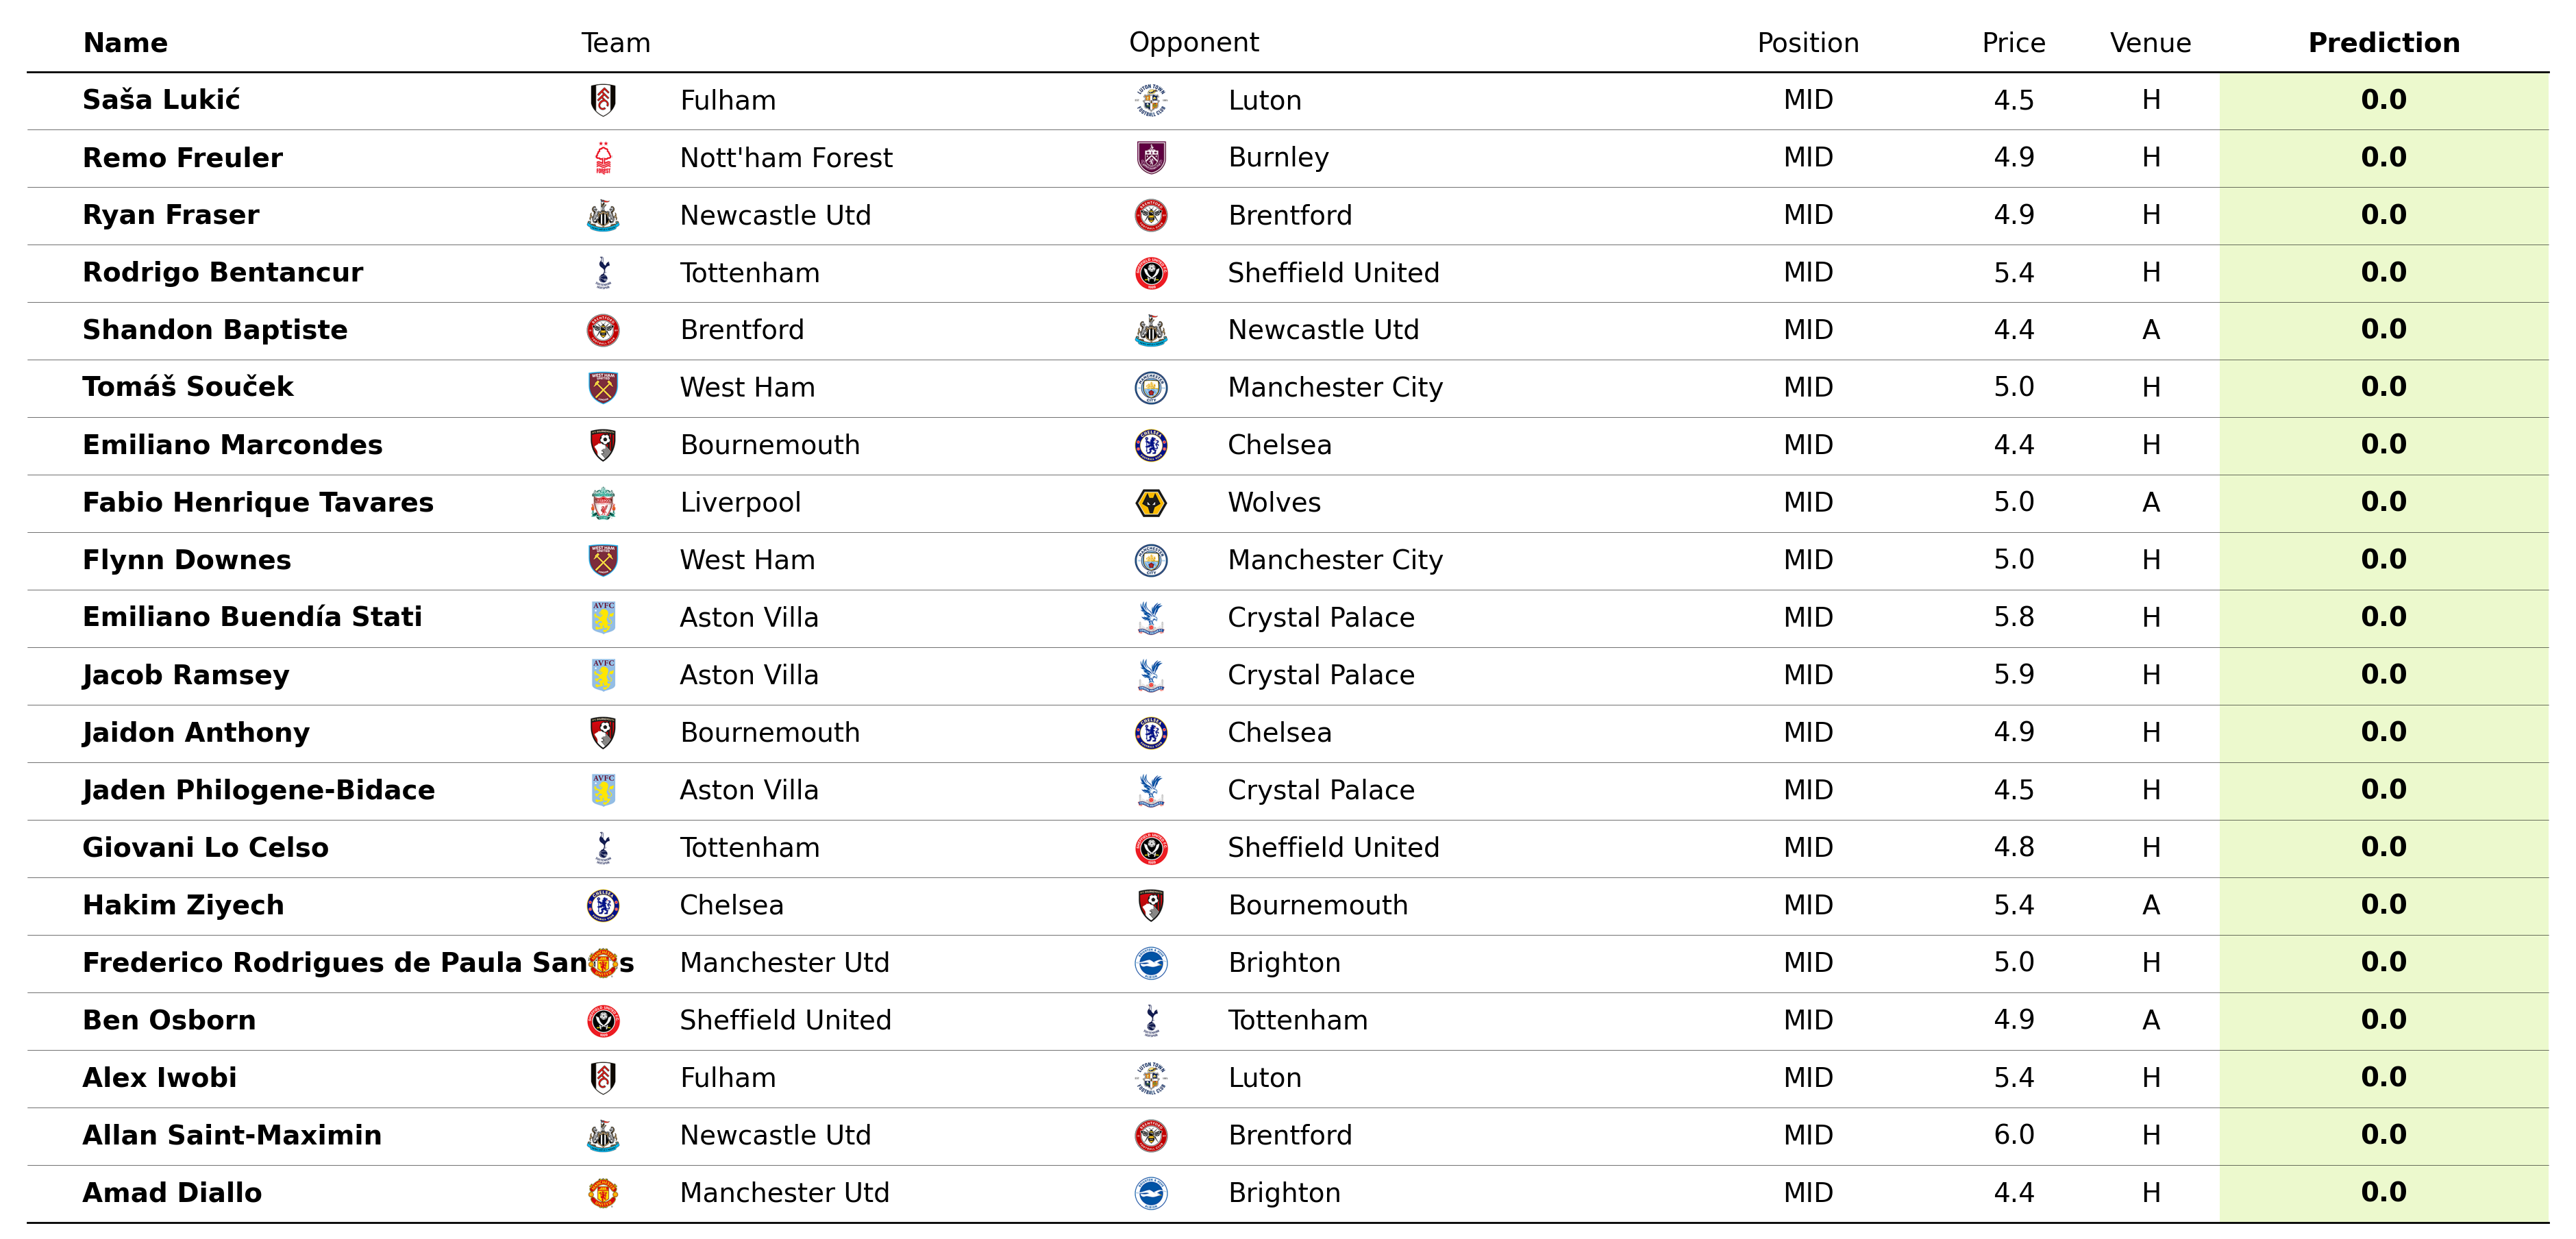 Name Team Opponent Position Price Venue Prediction
Saša Lukić Fulham Luton MID 4.5 H 0.0
Remo Freuler Nott'ham Forest Burnley MID 4.9 H 0.0
Ryan Fraser Newcastle Utd Brentford MID 4.9 H 0.0
Rodrigo Bentancur Tottenham Sheffield United MID 5.4 H 0.0
Shandon Baptiste Brentford Newcastle Utd MID 4.4 A 0.0
Tomáš Souček West Ham Manchester City MID 5.0 H 0.0
Emiliano Marcondes Bournemouth Chelsea MID 4.4 H 0.0
Fabio Henrique Tavares Liverpool Wolves MID 5.0 A 0.0
Flynn Downes West Ham Manchester City MID 5.0 H 0.0
Emiliano Buendía Stati Aston Villa Crystal Palace MID 5.8 H 0.0
Jacob Ramsey Aston Villa Crystal Palace MID 5.9 H 0.0
Jaidon Anthony Bournemouth Chelsea MID 4.9 H 0.0
Jaden Philogene-Bidace Aston Villa Crystal Palace MID 4.5 H 0.0
Giovani Lo Celso Tottenham Sheffield United MID 4.8 H 0.0
Hakim Ziyech Chelsea Bournemouth MID 5.4 A 0.0
Frederico Rodrigues de Paula Manchester Utd Brighton MID 5.0 H 0.0
Ben Osborn Sheffield United Tottenham MID 4.9 A 0.0
Alex Iwobi Fulham Luton MID 5.4 H 0.0
Allan Saint-Maximin Newcastle Utd Brentford MID 6.0 H 0.0
Amad Diallo Manchester Utd Brighton MID 4.4 H 0.0